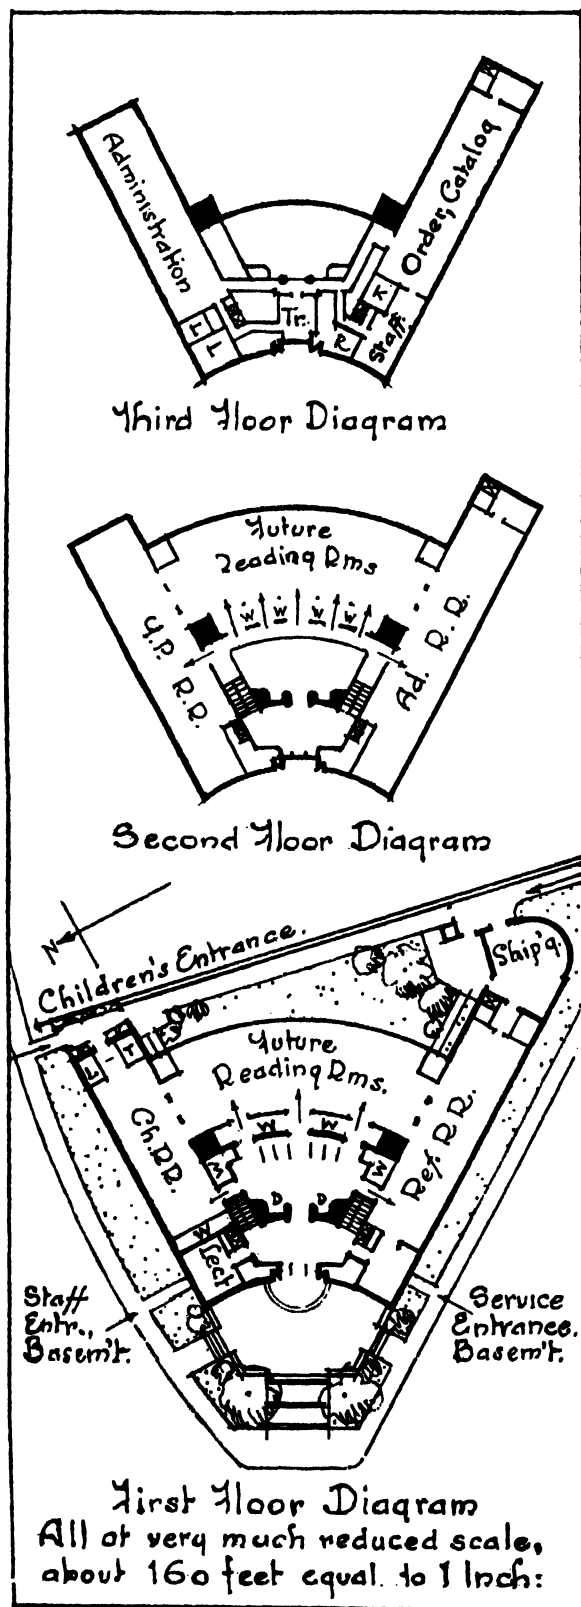 Administration
Order, Catalog
K
Tr.
L
L
R
Staff
Third Floor Diagram
Future
Reading Rms
W W W W
Y.P.
R.R.
Ad. R.R.
Second Floor Diagram
N
Children's Entrance.
Ship'g.
L T
Future
Reading Rms.
Ch.RR.
W W
Ref. RR.
M
W
D D
W
Lect
Staff
Entr.,
Basem't.
Service
Entrance.
Basem't.
First Floor Diagram
All at very much reduced scale,
about 160 feet equal to 1 Inch: